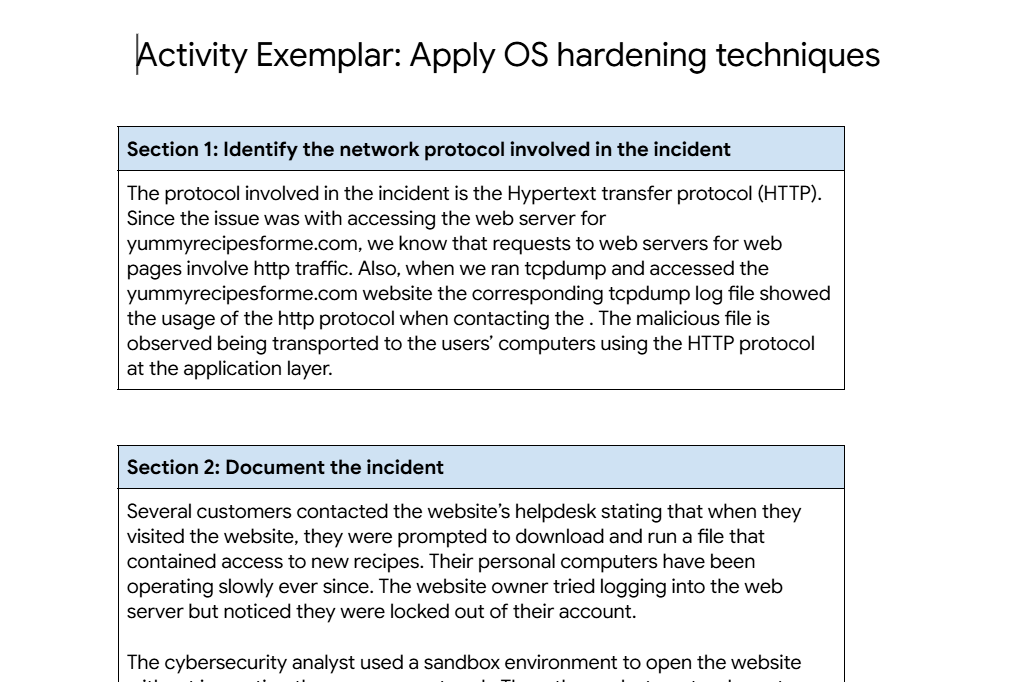 Activity Exemplar: Apply OS hardening techniques
Section 1: Identify the network protocol involved in the incident
The protocol involved in the incident is the Hypertext transfer protocol (HTTP).
Since the issue was with accessing the web server for
yummyrecipesforme.com, we know that requests to web servers for web
pages involve http traffic. Also, when we ran tcpdump and accessed the
yummyrecipesforme.com website the corresponding tcpdump log file showed
the usage of the http protocol when contacting the . The malicious file is
observed being transported to the users’ computers using the HTTP protocol
at the application layer.
Section 2: Document the incident
Several customers contacted the website’s helpdesk stating that when they
visited the website, they were prompted to download and run a file that
contained access to new recipes. Their personal computers have been
operating slowly ever since. The website owner tried logging into the web
server but noticed they were locked out of their account.
The cybersecurity analyst used a sandbox environment to open the website